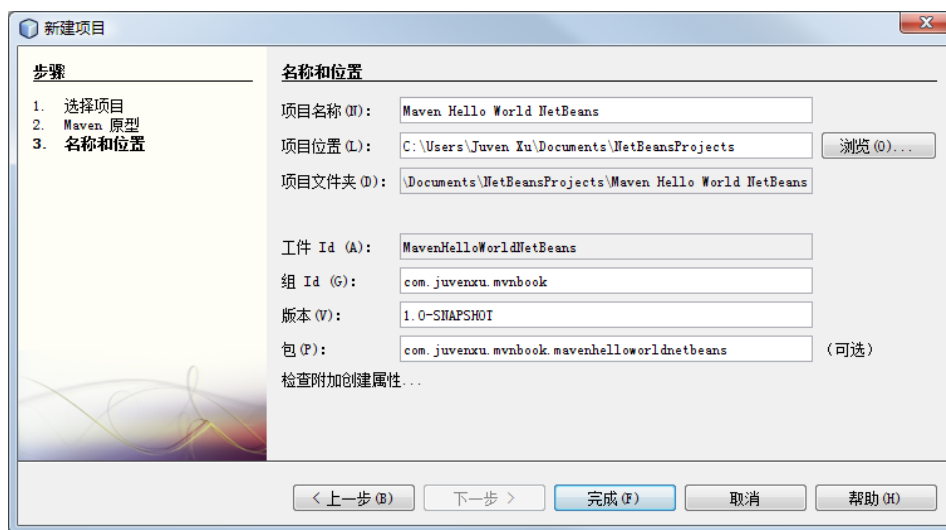 新建项目
步骤
1. 选择项目
2. Maven 原型
3. 名称和位置
名称和位置
项目名称(N): Maven Hello World NetBeans
项目位置(L): C:\Users\Juven Xu\Documents\NetBeansProjects 浏览(O)...
项目文件夹(D): \Documents\NetBeansProjects\Maven Hello World NetBeans
工件 Id (A): MavenHelloWorldNetBeans
组 Id (G): com.juvenxu.mvnbook
版本(V): 1.0-SNAPSHOT
包(P): com.juvenxu.mvnbook.mavenhelloworldnetbeans (可选)
检查附加创建属性...
< 上一步(B) 下一步 > 完成(F) 取消 帮助(H)